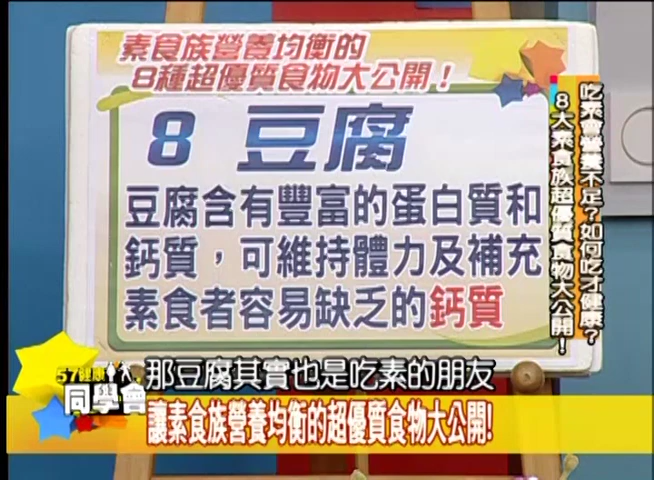 素食族營養均衡的
8種超優質食物大公開！
8 豆腐
豆腐含有豐富的蛋白質和
鈣質，可維持體力及補充
素食者容易缺乏的鈣質
吃素會營養不足？如何吃才健康？
8大素食族超優質食物大公開！
57健康
同學會
那豆腐其實也是吃素的朋友
讓素食族營養均衡的超優質食物大公開!